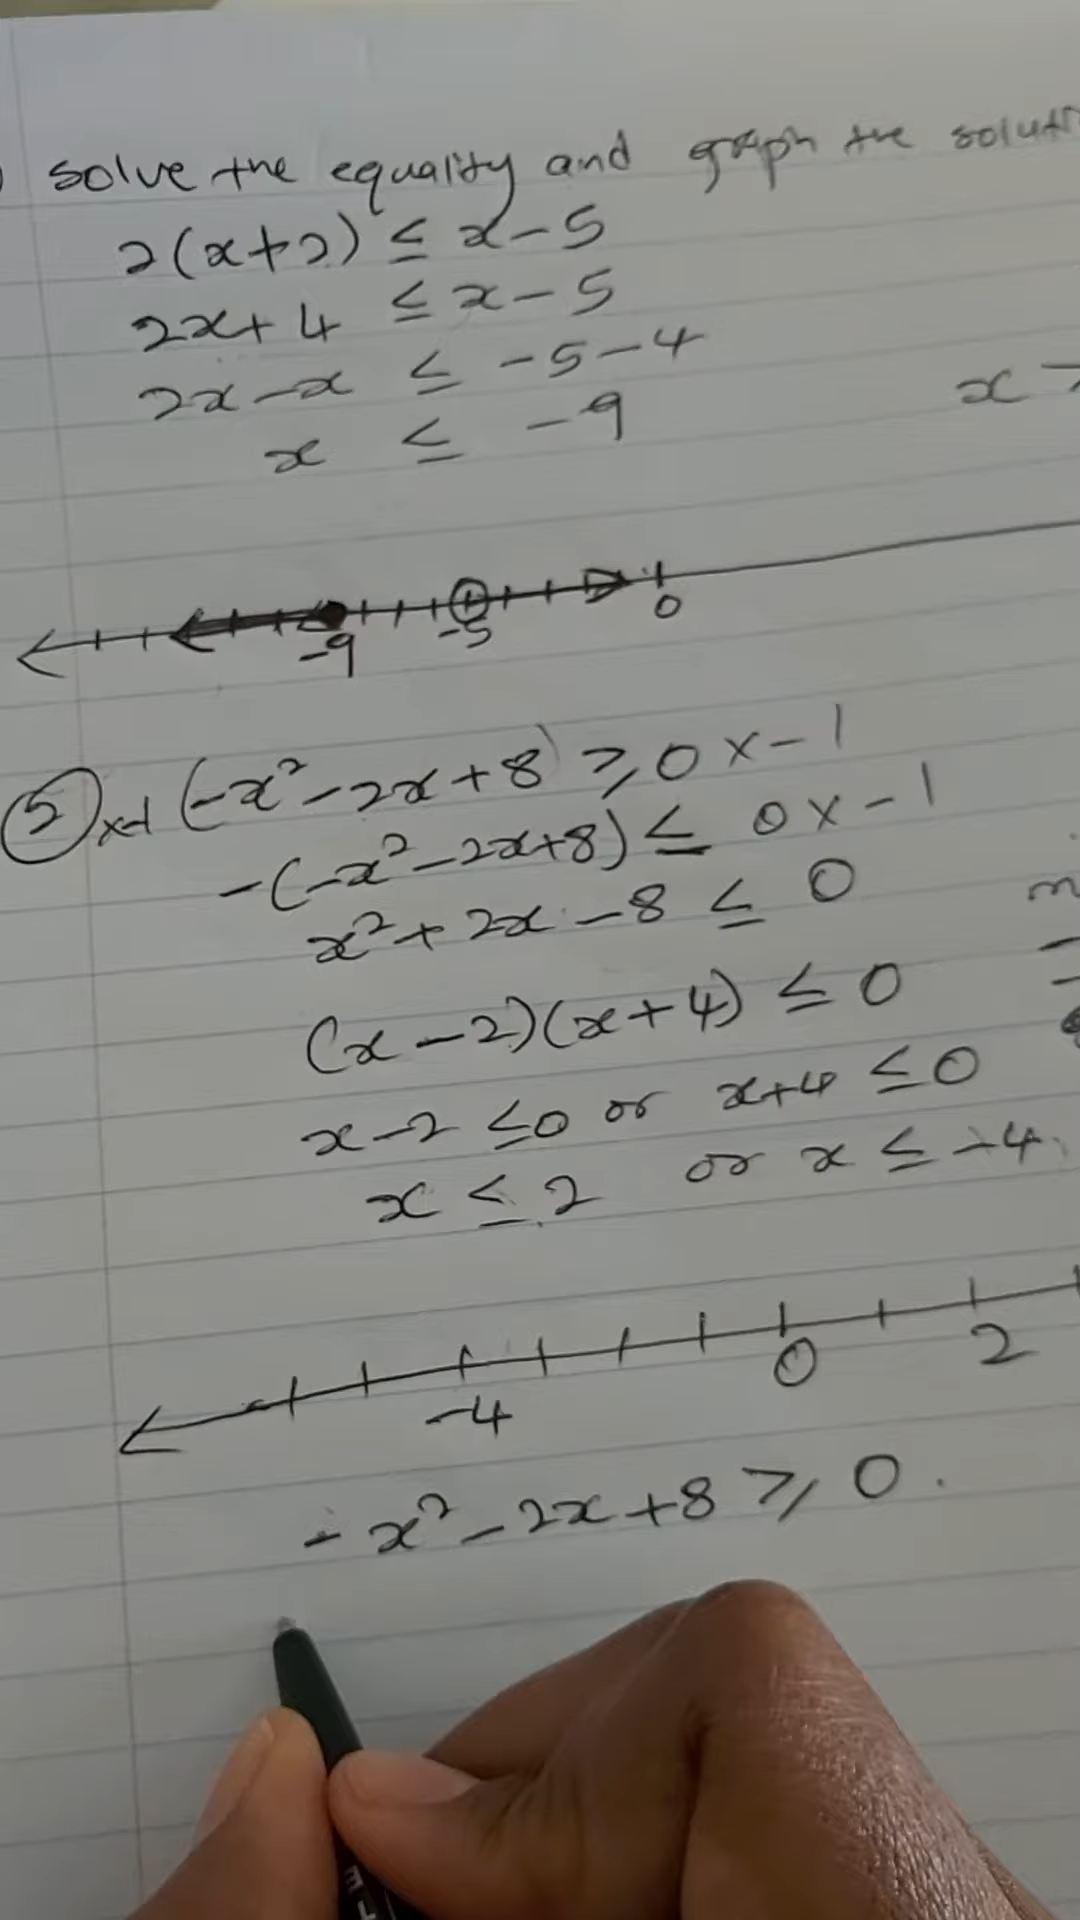 solve the equality and graph the
2(x+2) ≤ x-5
2x+4 ≤ x-5
2x-x ≤ -5-4
x ≤ -9
x
-9 -5 0
5 x-1 (-x²-2x+8) ≥ 0 x-1
-(-x²-2x+8) ≤ 0x-1
x²+2x-8 ≤ 0
(x-2)(x+4) ≤ 0
x-2 ≤0 or x+4 ≤0
x ≤ 2 or x ≤ -4.
-4 0 2
-x²-2x+8 ≥ 0.